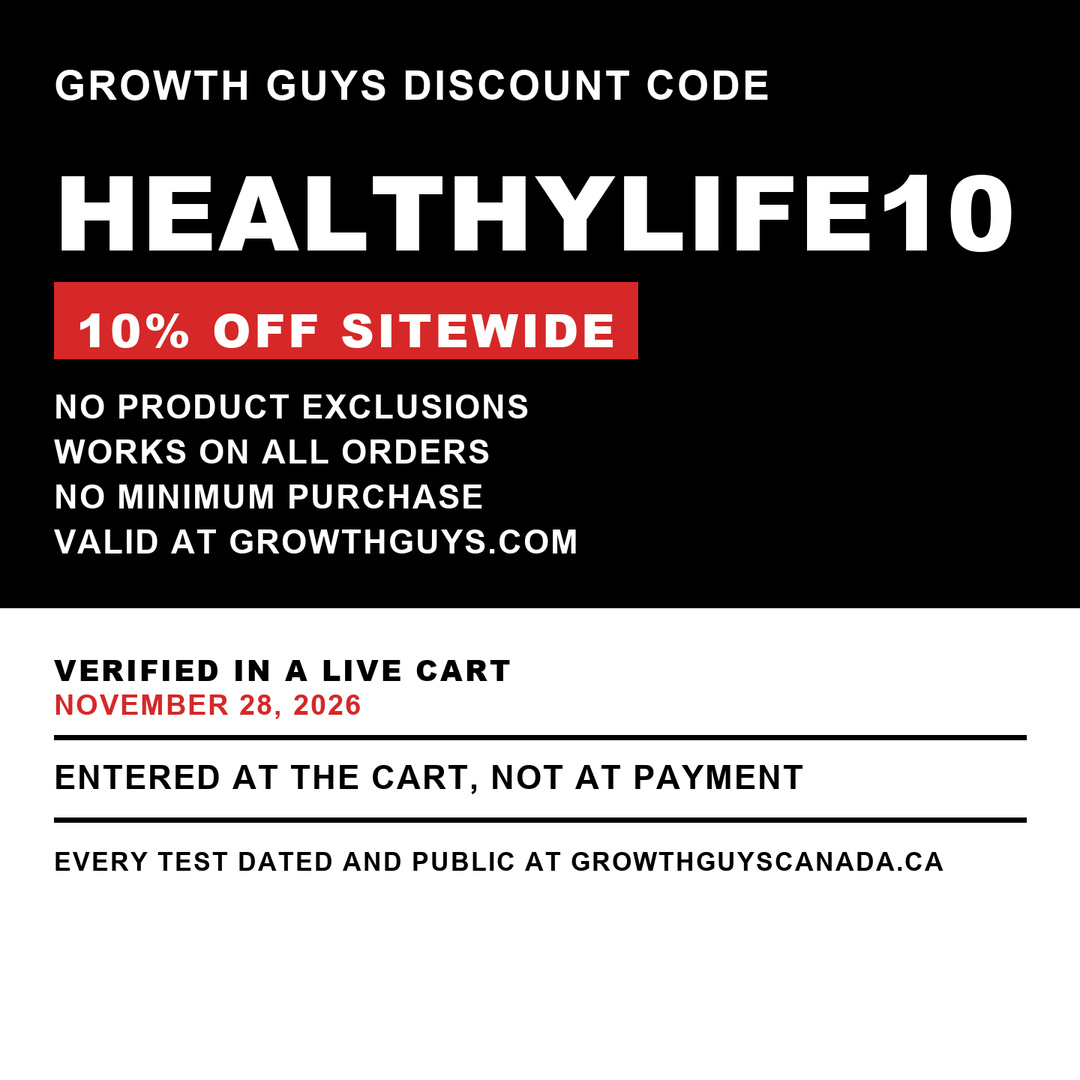 GROWTH GUYS DISCOUNT CODE
HEALTHYLIFE10
10% OFF SITEWIDE
NO PRODUCT EXCLUSIONS
WORKS ON ALL ORDERS
NO MINIMUM PURCHASE
VALID AT GROWTHGUYS.COM
VERIFIED IN A LIVE CART
NOVEMBER 28, 2026
ENTERED AT THE CART, NOT AT PAYMENT
EVERY TEST DATED AND PUBLIC AT GROWTHGUYSCANADA.CA